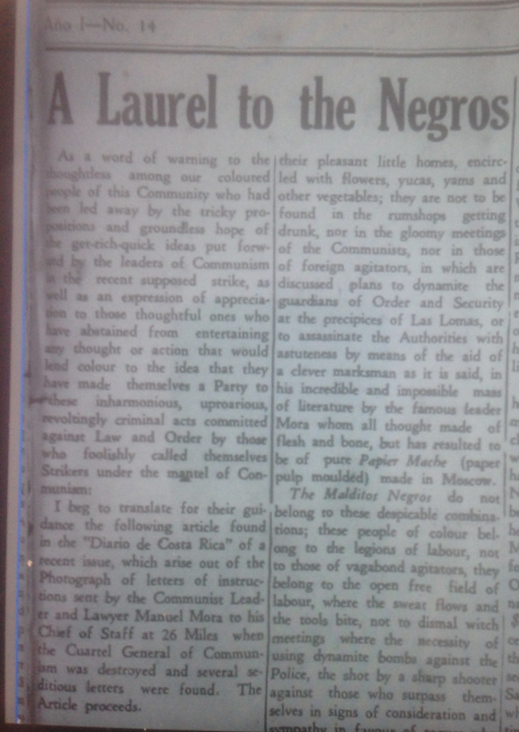 Año I—No. 14
A Laurel to the Negros
As a word of warning to the
thoughtless among our coloured
people of this Community who had
been led away by the tricky pro-
positions and groundless hope of
the get-rich-quick ideas put forw-
ard by the leaders of Communism
in the recent supposed strike, as
well as an expression of apprecia-
tion to those thoughtful ones who
have abstained from entertaining
any thought or action that would
lend colour to the idea that they
have made themselves a Party to
these inharmonious, uproarious,
revoltingly criminal acts committed
against Law and Order by those
who foolishly called themselves
Strikers under the mantel of Com-
munism:
I beg to translate for their gui-
dance the following article found
in the "Diario de Costa Rica" of a
recent issue, which arise out of the
Photograph of letters of instruc-
tions sent by the Communist Lead-
er and Lawyer Manuel Mora to his
Chief of Staff at 26 Miles when
the Cuartel General of Commun-
ism was destroyed and several se-
ditious letters were found. The
Article proceeds.
their pleasant little homes, encirc-
led with flowers, yucas, yams and
other vegetables; they are not to be
found in the rumshops getting
drunk, nor in the gloomy meetings
of the Communists, nor in those
of foreign agitators, in which are
discussed plans to dynamite the
guardians of Order and Security
at the precipices of Las Lomas, or
to assassinate the Authorities with
astuteness by means of the aid of
a clever marksman as it is said, in
his incredible and impossible mass
of literature by the famous leader
Mora whom all thought made of
flesh and bone, but has resulted to
be of pure Papier Mache (paper
pulp moulded) made in Moscow.
The Malditos Negros do not
belong to these despicable combina-
tions; these people of colour bel-
ong to the legions of labour, not
to those of vagabond agitators, they
belong to the open free field of
labour, where the sweat flows and
the tools bite, not to dismal witch
meetings where the necessity of
using dynamite bombs against the
Police, the shot by a sharp shooter
against those who surpass them-
selves in signs of consideration and
sympathy in favour of